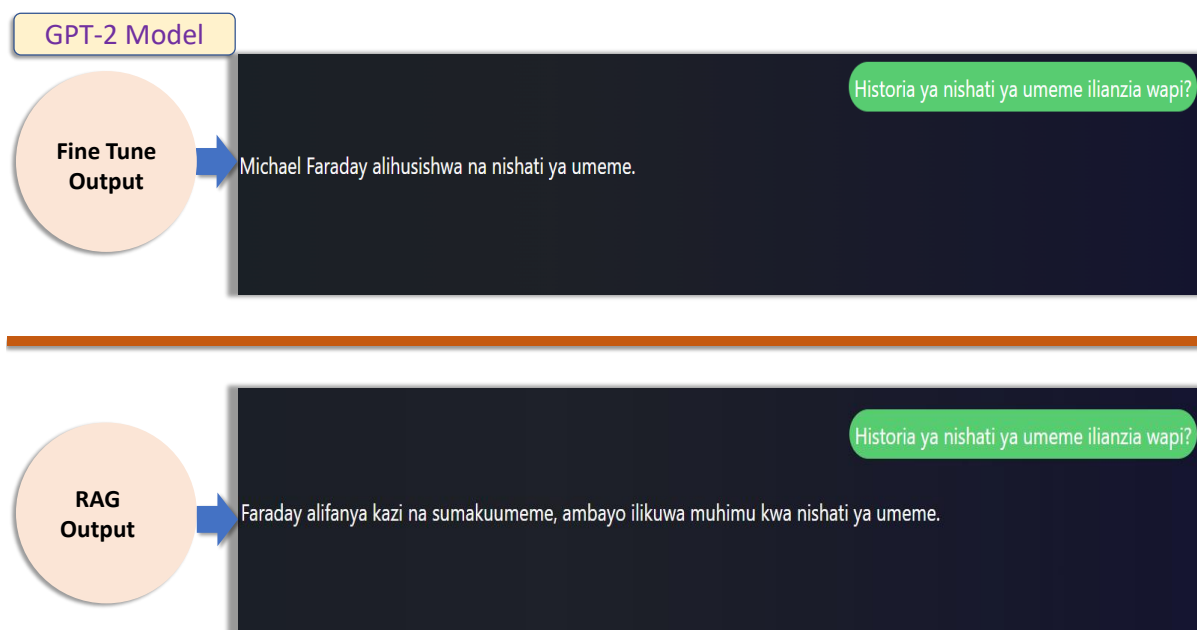 GPT-2 Model
Historia ya nishati ya umeme ilianzia wapi?
Fine Tune
Output
Michael Faraday alihusishwa na nishati ya umeme.
Historia ya nishati ya umeme ilianzia wapi?
RAG
Output
Faraday alifanya kazi na sumakuumeme, ambayo ilikuwa muhimu kwa nishati ya umeme.